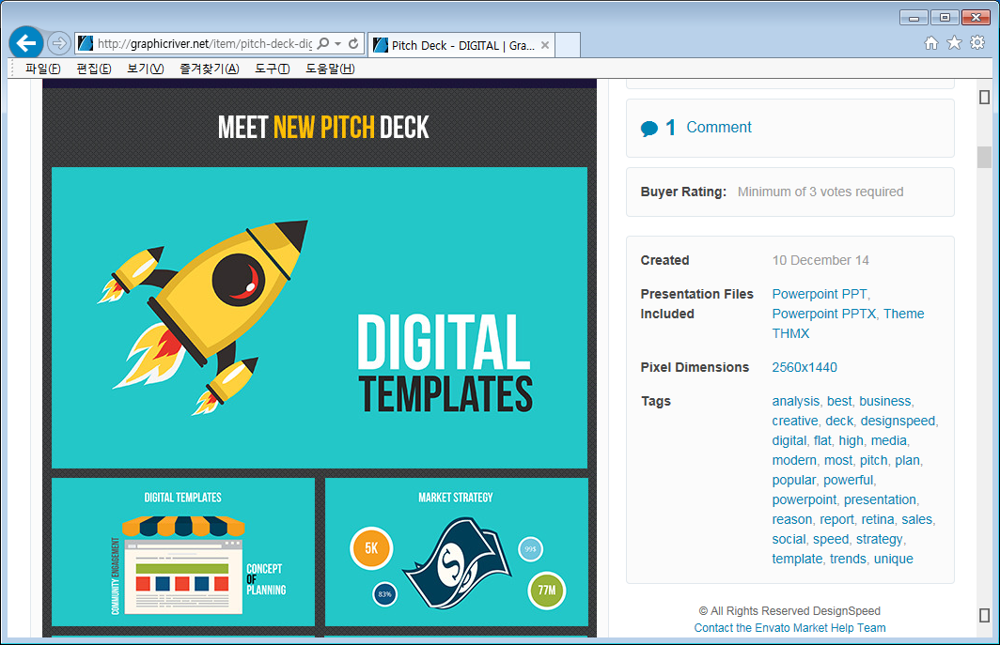 http://graphicriver.net/item/pitch-deck-dig
Pitch Deck - DIGITAL | Gra...
파일(F) 편집(E) 보기(V) 즐겨찾기(A) 도구(T) 도움말(H)
MEET NEW PITCH DECK
DIGITAL
TEMPLATES
DIGITAL TEMPLATES
COMMUNITY ENGAGEMENT
CONCEPT
OF
PLANNING
MARKET STRATEGY
5K
99$
83%
77M
1 Comment
Buyer Rating: Minimum of 3 votes required
Created 10 December 14
Presentation Files Powerpoint PPT,
Included Powerpoint PPTX, Theme
THMX
Pixel Dimensions 2560x1440
Tags analysis, best, business,
creative, deck, designspeed,
digital, flat, high, media,
modern, most, pitch, plan,
popular, powerful,
powerpoint, presentation,
reason, report, retina, sales,
social, speed, strategy,
template, trends, unique
© All Rights Reserved DesignSpeed
Contact the Envato Market Help Team